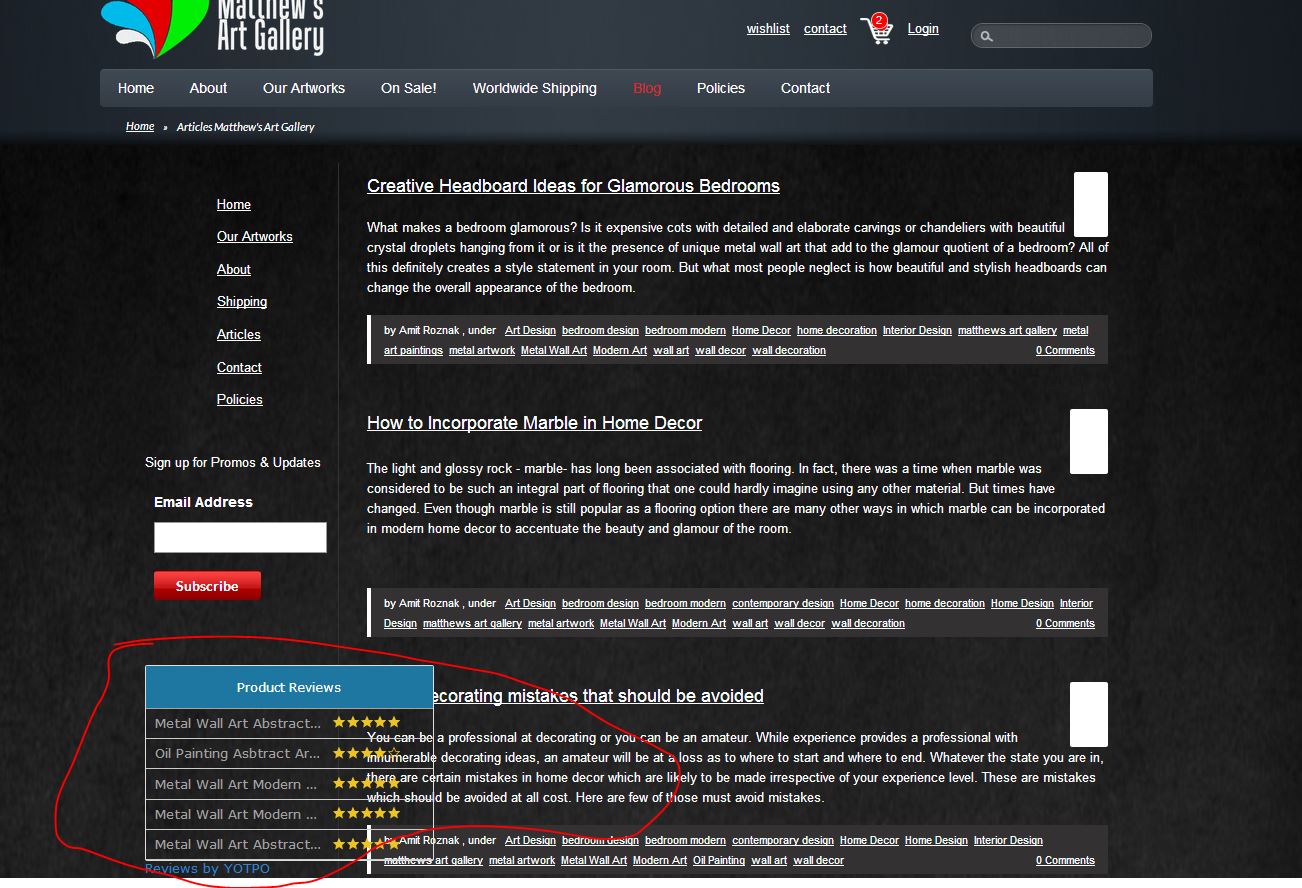 Matthew's
Art Gallery
wishlist contact 2 Login
Home About Our Artworks On Sale! Worldwide Shipping Blog Policies Contact
Home » Articles Matthew's Art Gallery
Home
Our Artworks
About
Shipping
Articles
Contact
Policies
Sign up for Promos & Updates
Email Address
Subscribe
Product Reviews
Metal Wall Art Abstract... ★★★★★
Oil Painting Asbtract Ar... ★★★★☆
Metal Wall Art Modern ... ★★★★★
Metal Wall Art Modern ... ★★★★★
Metal Wall Art Abstract... ★★★★★
Reviews by YOTPO
Creative Headboard Ideas for Glamorous Bedrooms
What makes a bedroom glamorous? Is it expensive cots with detailed and elaborate carvings or chandeliers with beautiful
crystal droplets hanging from it or is it the presence of unique metal wall art that add to the glamour quotient of a bedroom? All of
this definitely creates a style statement in your room. But what most people neglect is how beautiful and stylish headboards can
change the overall appearance of the bedroom.
by Amit Roznak , under Art Design bedroom design bedroom modern Home Decor home decoration Interior Design matthews art gallery metal
art paintings metal artwork Metal Wall Art Modern Art wall art wall decor wall decoration 0 Comments
How to Incorporate Marble in Home Decor
The light and glossy rock - marble- has long been associated with flooring. In fact, there was a time when marble was
considered to be such an integral part of flooring that one could hardly imagine using any other material. But times have
changed. Even though marble is still popular as a flooring option there are many other ways in which marble can be incorporated
in modern home decor to accentuate the beauty and glamour of the room.
by Amit Roznak , under Art Design bedroom design bedroom modern contemporary design Home Decor home decoration Home Design Interior
Design matthews art gallery metal artwork Metal Wall Art Modern Art wall art wall decor wall decoration 0 Comments
ecorating mistakes that should be avoided
You can be a professional at decorating or you can be an amateur. While experience provides a professional with
innumerable decorating ideas, an amateur will be at a loss as to where to start and where to end. Whatever the state you are in,
there are certain mistakes in home decor which are likely to be made irrespective of your experience level. These are mistakes
which should be avoided at all cost. Here are few of those must avoid mistakes.
by Amit Roznak , under Art Design bedroom design bedroom modern contemporary design Home Decor Home Design Interior Design
matthews art gallery metal artwork Metal Wall Art Modern Art Oil Painting wall art wall decor 0 Comments